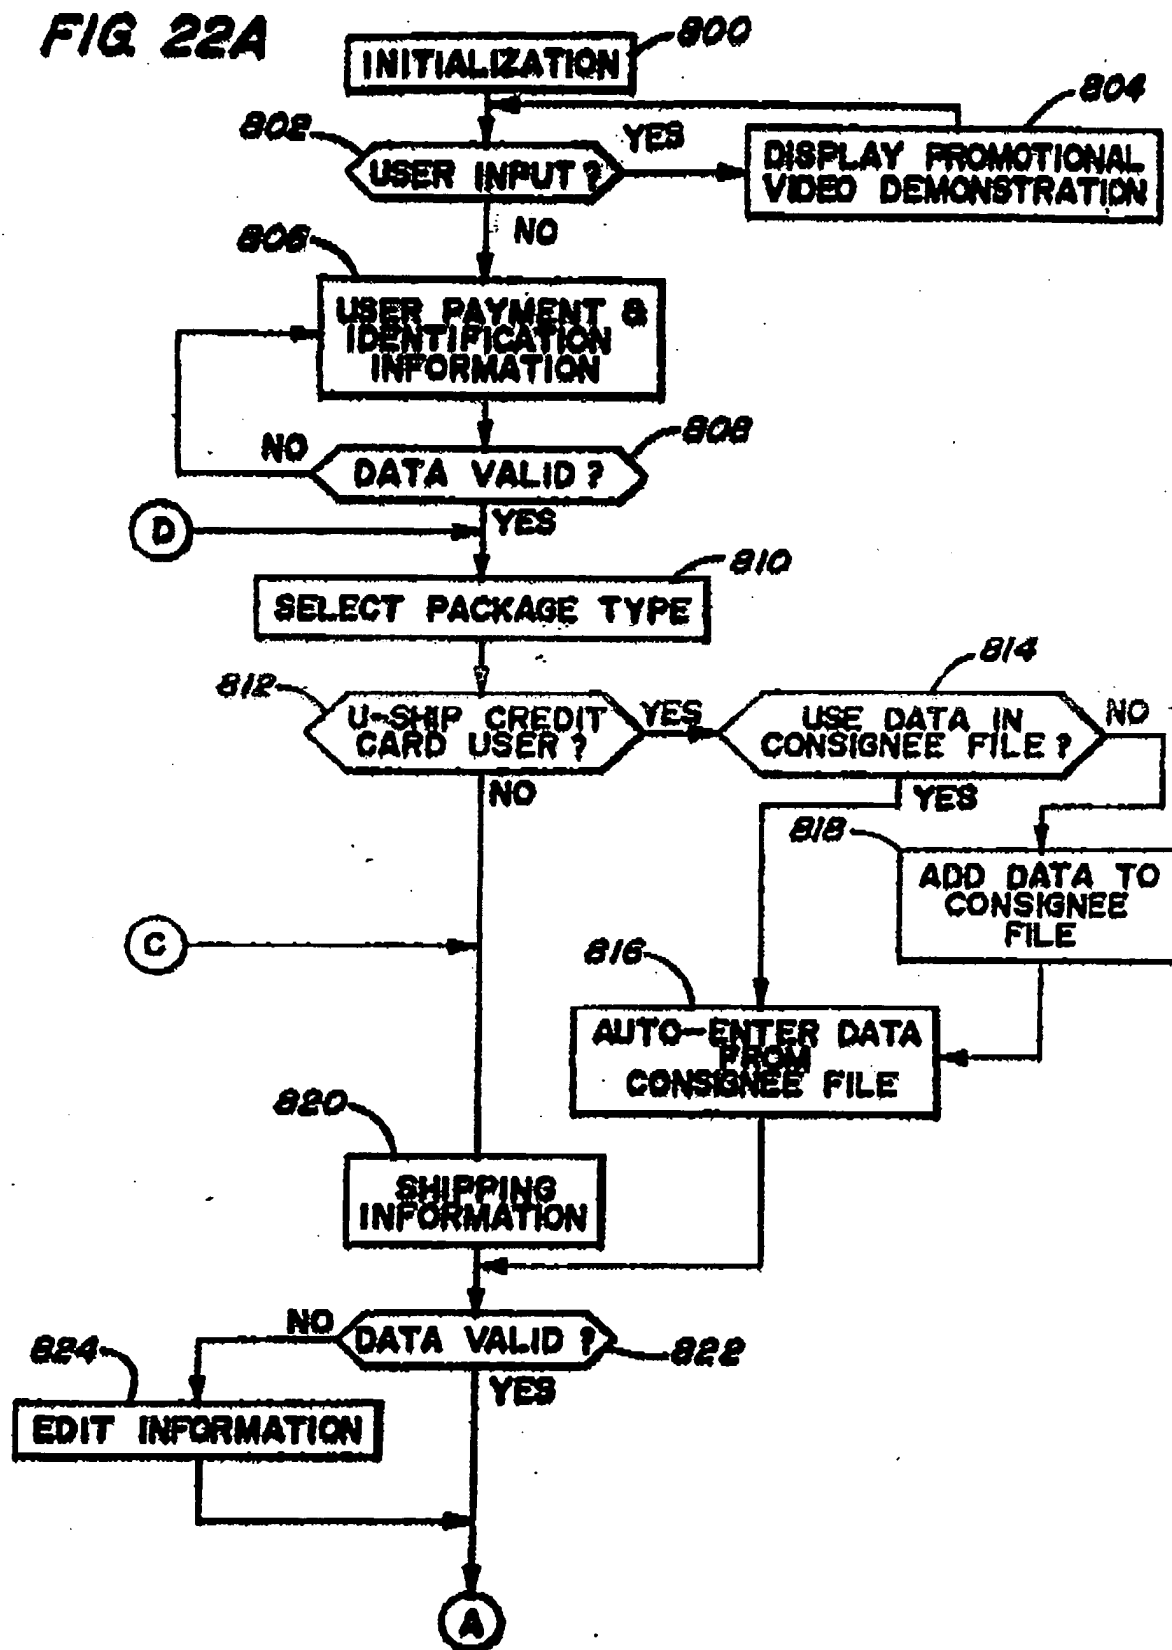 FIG. 22A
800
INITIALIZATION
804
802
YES
USER INPUT?
DISPLAY PROMOTIONAL
VIDEO DEMONSTRATION
NO
806
USER PAYMENT &
IDENTIFICATION
INFORMATION
808
NO
DATA VALID?
YES
D
810
SELECT PACKAGE TYPE
814
812
U-SHIP CREDIT
CARD USER?
YES
USE DATA IN
CONSIGNEE FILE?
NO
NO
YES
818
ADD DATA TO
CONSIGNEE
FILE
C
816
AUTO-ENTER DATA
FROM
CONSIGNEE FILE
820
SHIPPING
INFORMATION
NO
DATA VALID?
822
824
YES
EDIT INFORMATION
A